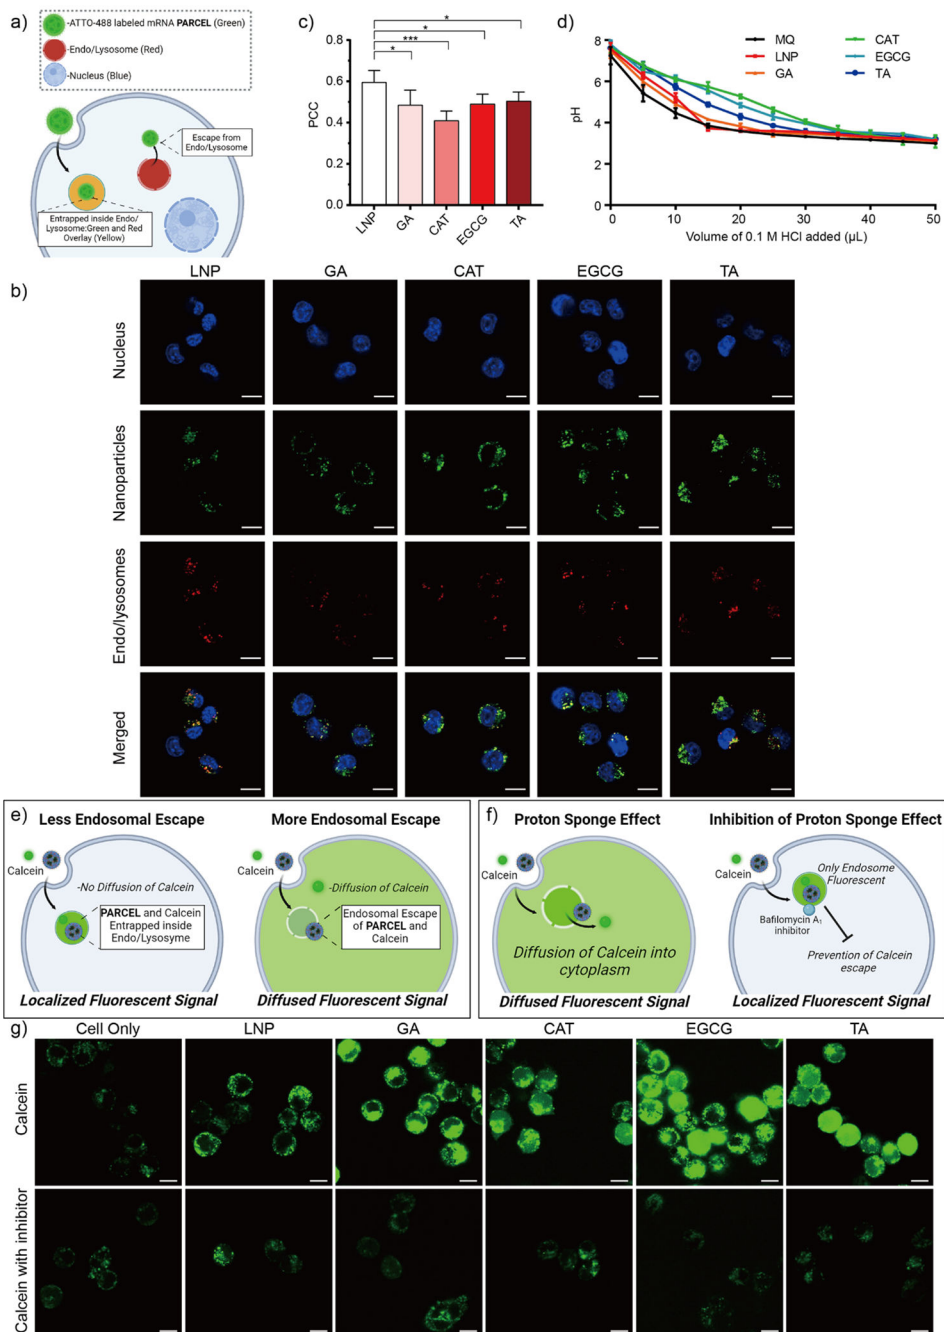 a)
-ATTO-488 labeled mRNA PARCEL (Green)
-Endo/Lysosome (Red)
-Nucleus (Blue)
Escape from
Endo/Lysosome
Entrapped inside Endo/
Lysosome:Green and Red
Overlay (Yellow)
c)
PCC
0.8
0.6
0.4
0.2
0.0
*
***
*
*
LNP
GA
CAT
EGCG
TA
d)
pH
8
6
4
2
0
MQ
LNP
GA
CAT
EGCG
TA
0
10
20
30
40
50
Volume of 0.1 M HCl added (µL)
b)
LNP
GA
CAT
EGCG
TA
Nucleus
Nanoparticles
Endo/lysosomes
Merged
e)
Less Endosomal Escape
More Endosomal Escape
Calcein
-No Diffusion of Calcein
PARCEL and Calcein
Entrapped inside
Endo/Lysosyme
Localized Fluorescent Signal
Calcein
-Diffusion of Calcein
Endosomal Escape
of PARCEL and
Calcein
Diffused Fluorescent Signal
f)
Proton Sponge Effect
Inhibition of Proton Sponge Effect
Calcein
Diffusion of Calcein into
cytoplasm
Diffused Fluorescent Signal
Calcein
Only Endosome
Fluorescent
Bafilomycin A₁
inhibitor
Prevention of Calcein
escape
Localized Fluorescent Signal
g)
Cell Only
LNP
GA
CAT
EGCG
TA
Calcein
Calcein with inhibitor